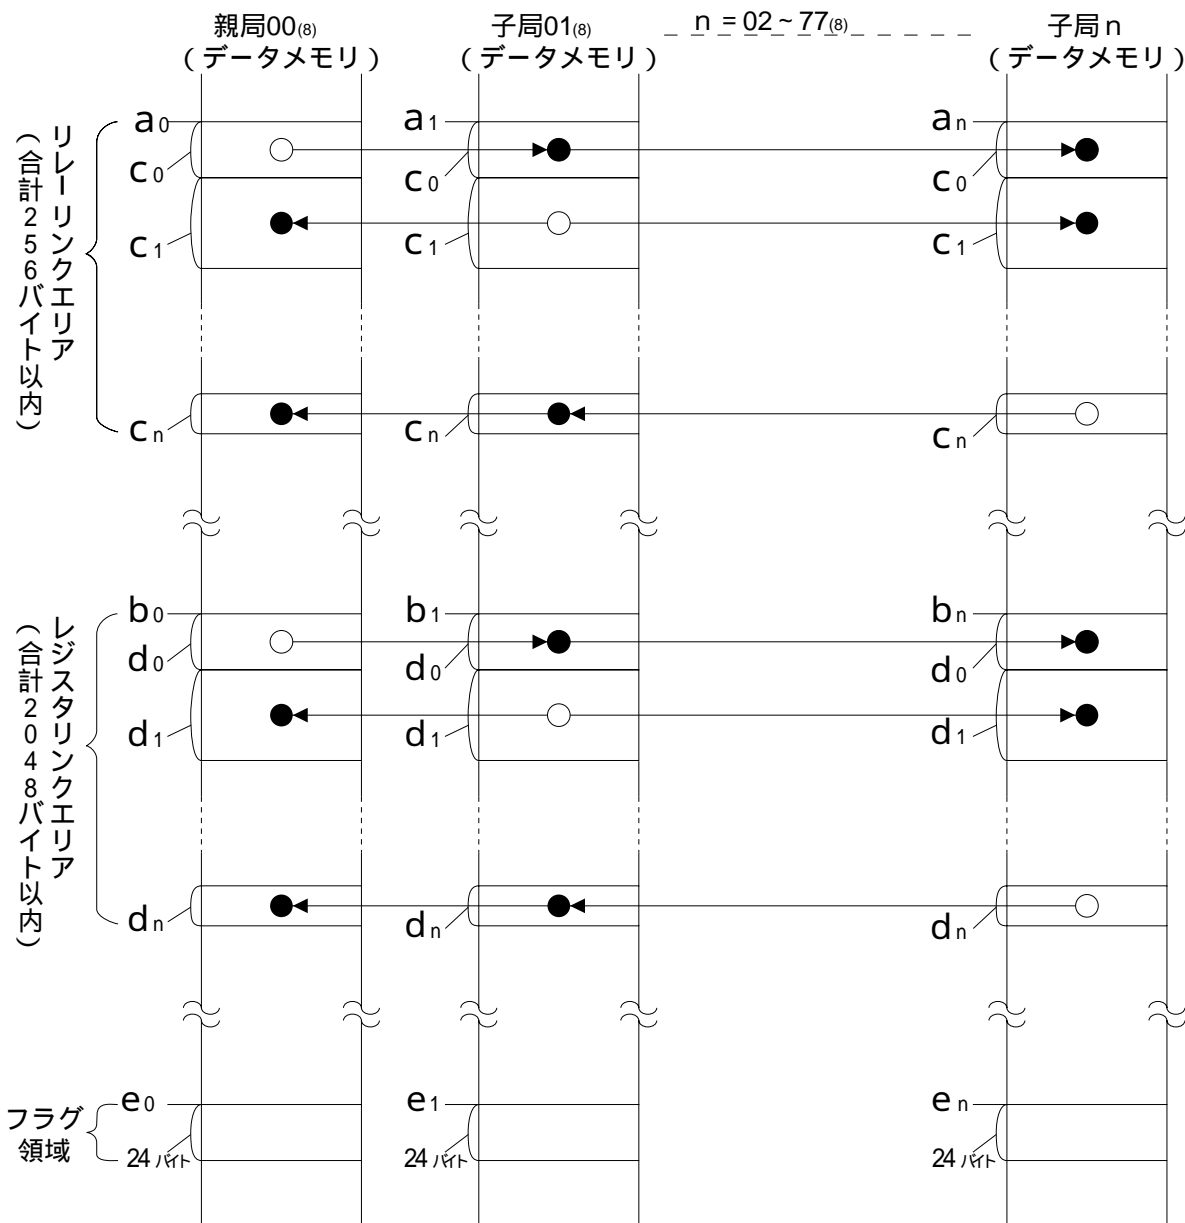 親局00(8)
(データメモリ)
子局01(8)
(データメモリ)
n = 02 ~ 77(8)
子局n
(データメモリ)
リレーリンクエリア
(合計256バイト以内)
a0
a1
an
c0
c0
c0
c1
c1
c1
cn
cn
cn
レジスタリンクエリア
(合計2048バイト以内)
b0
b1
bn
d0
d0
d0
d1
d1
d1
dn
dn
dn
フラグ
領域
e0
e1
en
24バイト
24バイト
24バイト